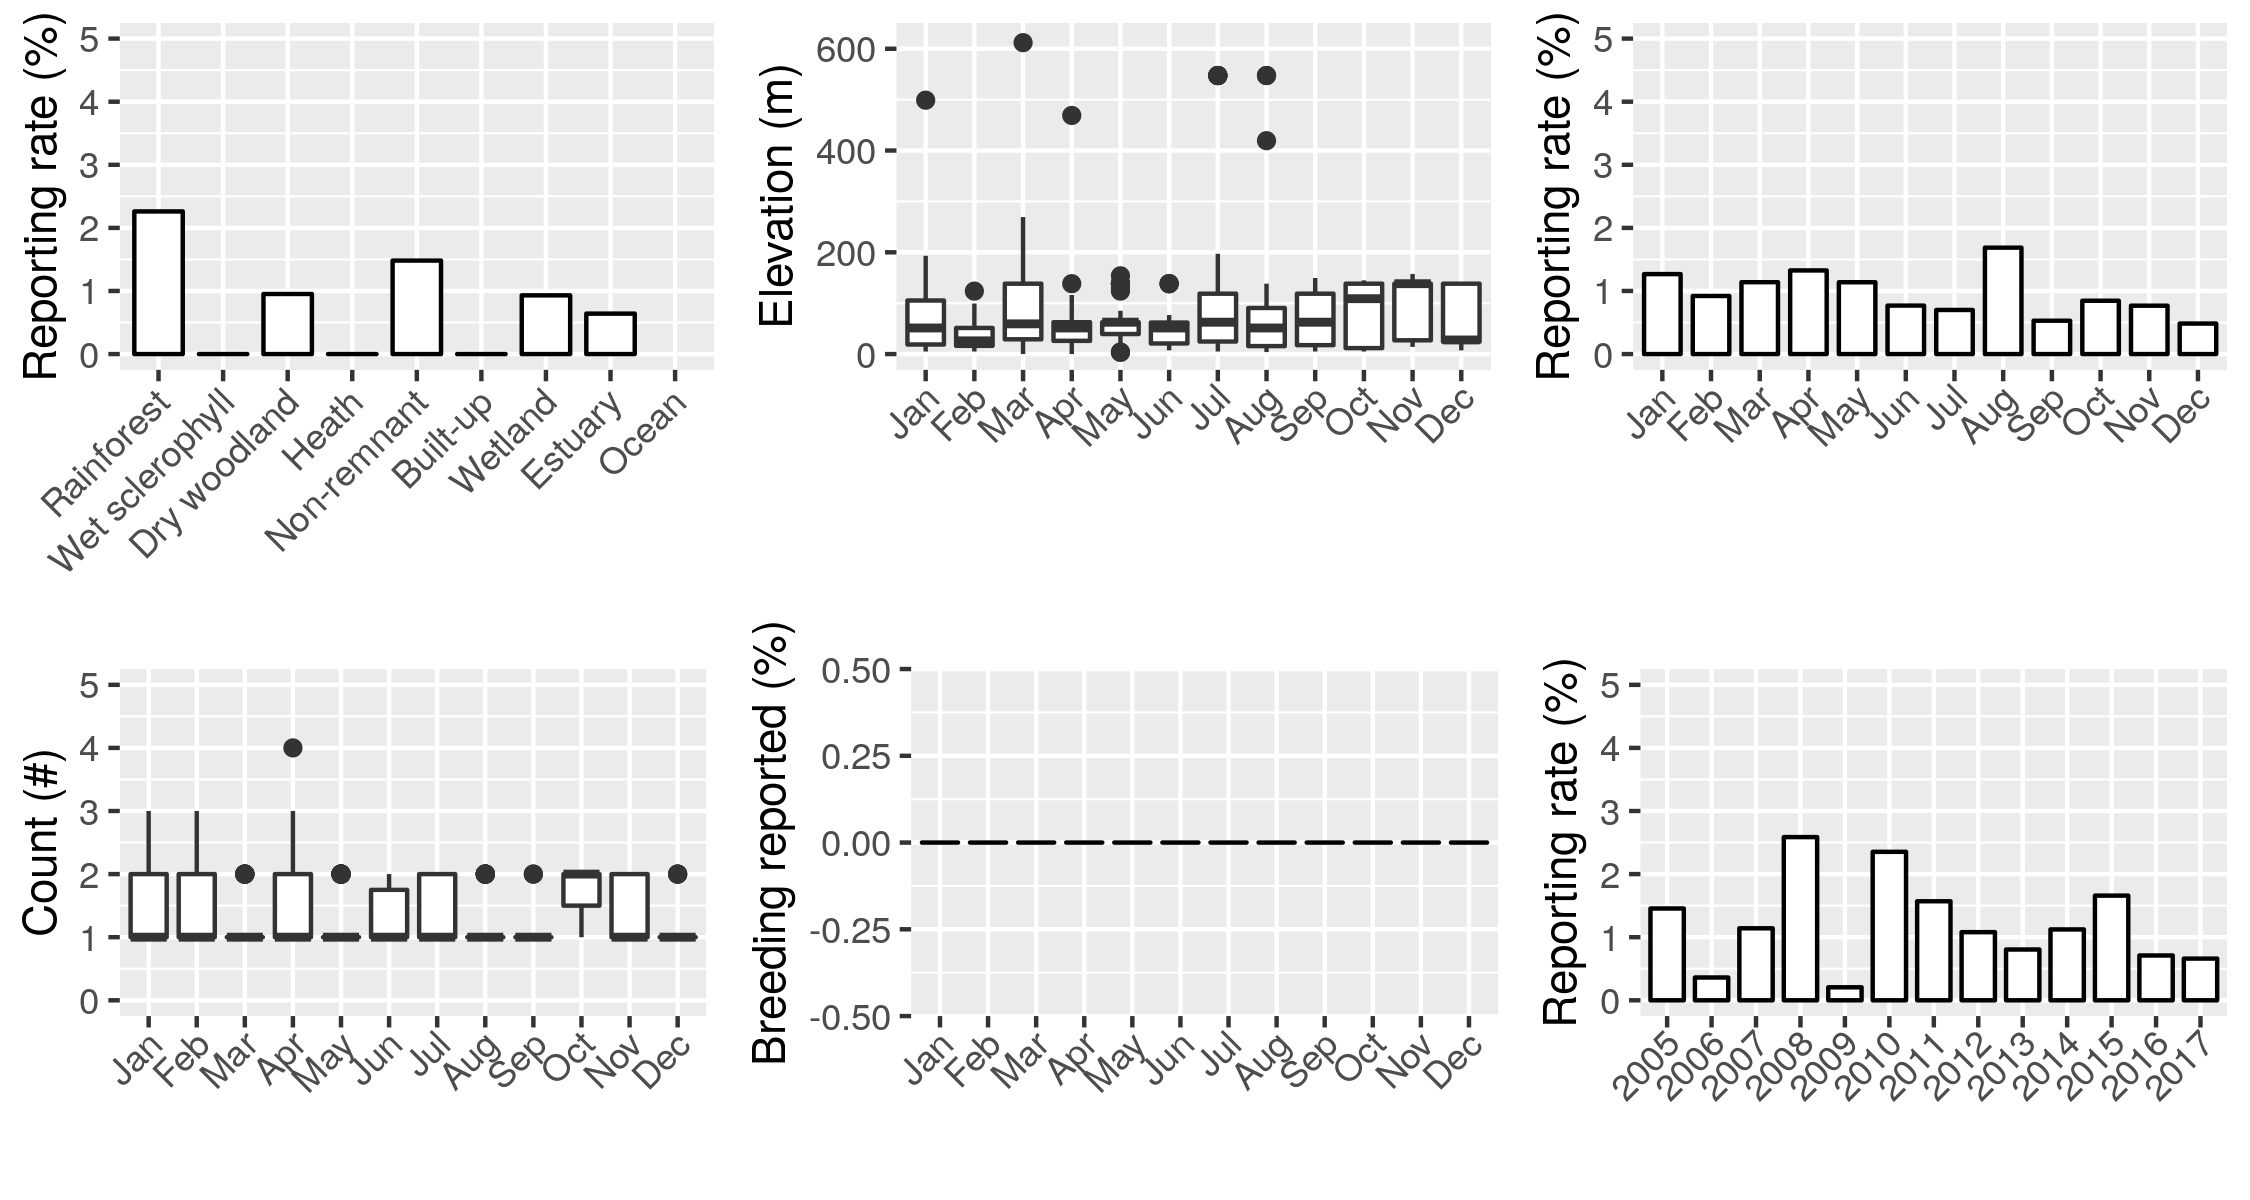 Reporting rate (%)
5
4
3
2
1
0
Rainforest
Wet sclerophyll
Dry woodland
Heath
Non-remnant
Built-up
Wetland
Estuary
Ocean
Elevation (m)
600
400
200
0
Jan
Feb
Mar
Apr
May
Jun
Jul
Aug
Sep
Oct
Nov
Dec
Reporting rate (%)
5
4
3
2
1
0
Jan
Feb
Mar
Apr
May
Jun
Jul
Aug
Sep
Oct
Nov
Dec
Count (#)
5
4
3
2
1
0
Jan
Feb
Mar
Apr
May
Jun
Jul
Aug
Sep
Oct
Nov
Dec
Breeding reported (%)
0.50
0.25
0.00
-0.25
-0.50
Jan
Feb
Mar
Apr
May
Jun
Jul
Aug
Sep
Oct
Nov
Dec
Reporting rate (%)
5
4
3
2
1
0
2005
2006
2007
2008
2009
2010
2011
2012
2013
2014
2015
2016
2017